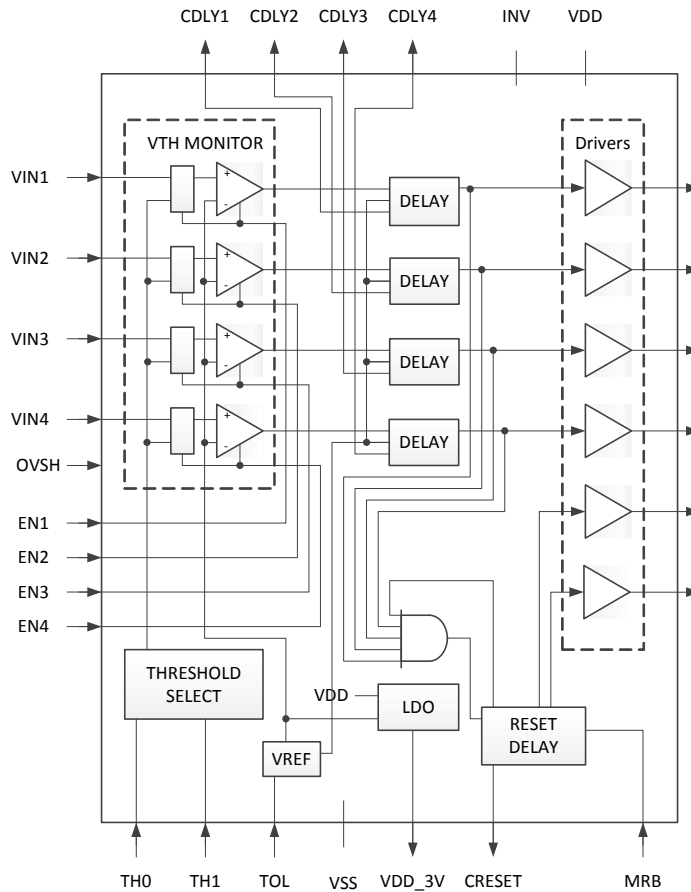 CDLY1 CDLY2 CDLY3 CDLY4 INV VDD
VTH MONITOR
Drivers
VIN1
DELAY
VIN2
DELAY
VIN3
DELAY
VIN4
DELAY
OVSH
EN1
EN2
EN3
EN4
THRESHOLD
SELECT
VDD
LDO
RESET
DELAY
VREF
TH0 TH1 TOL VSS VDD_3V CRESET MRB